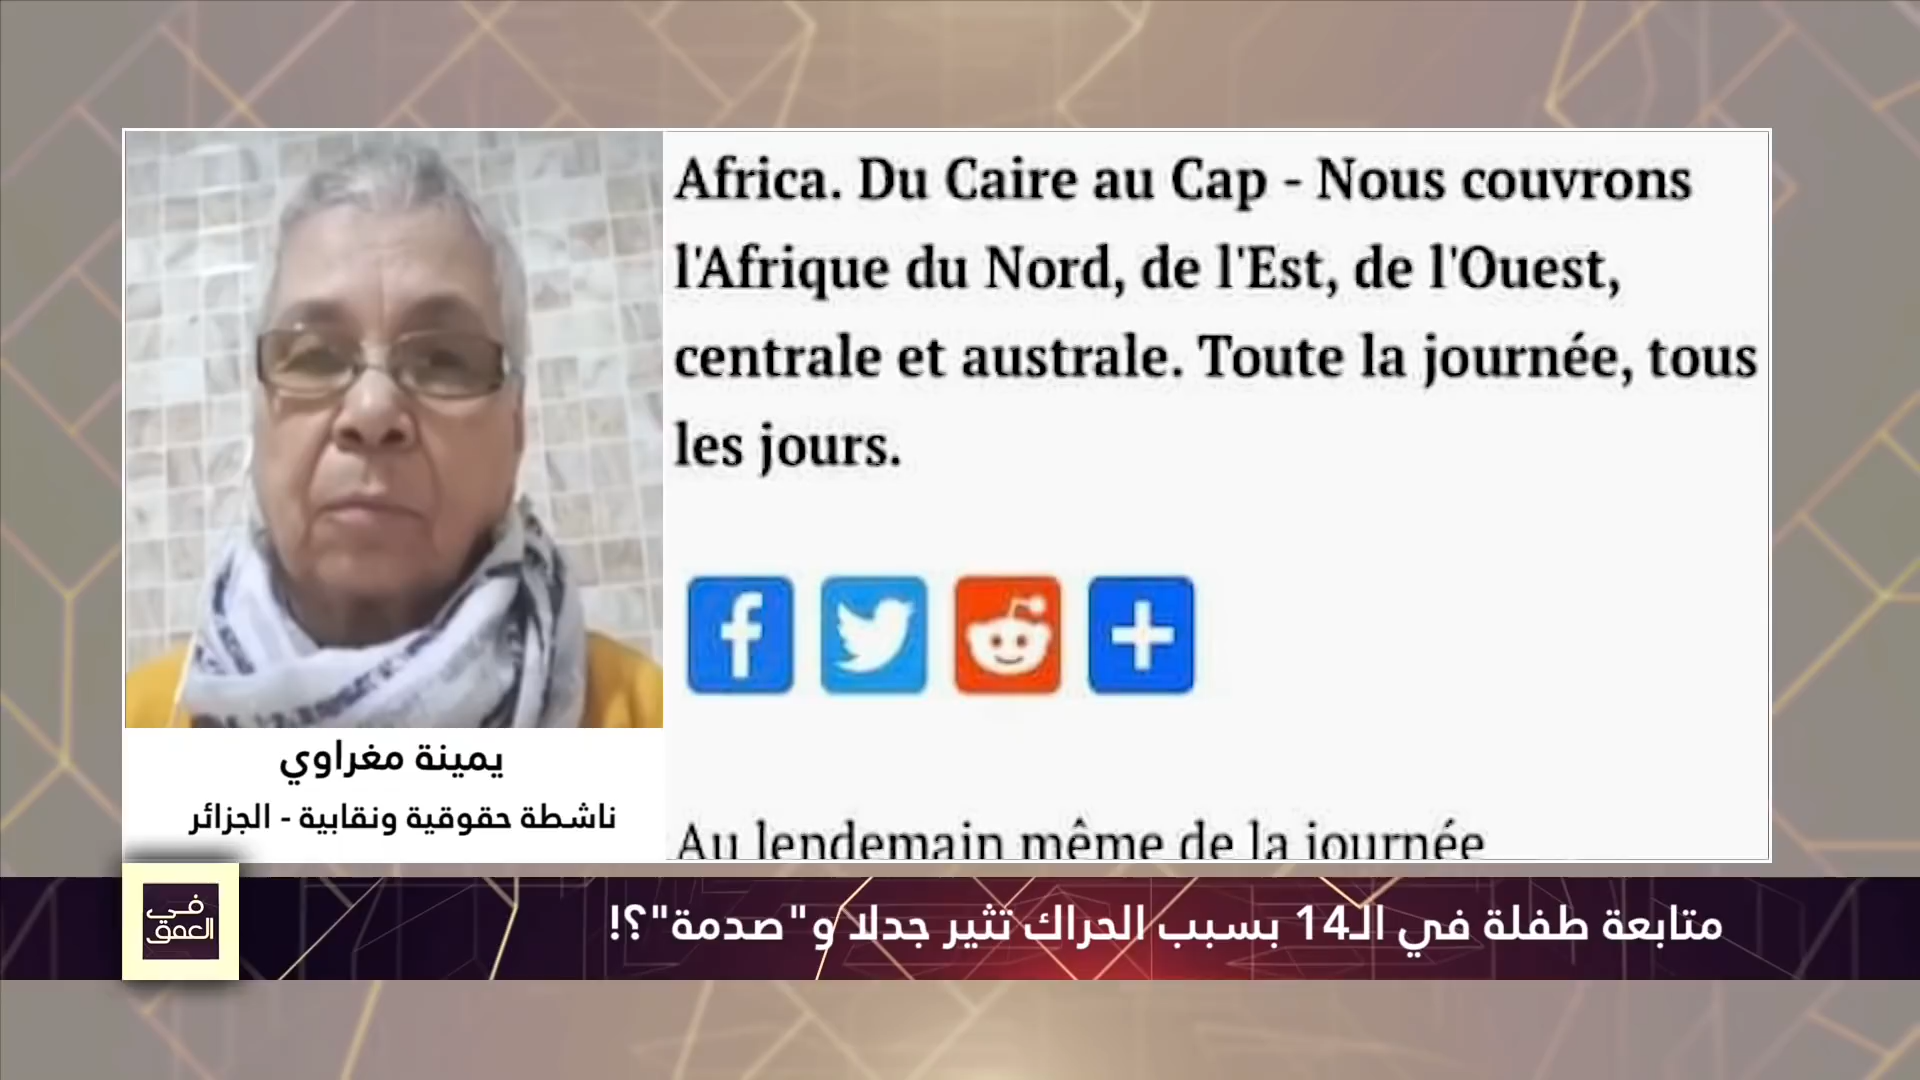 Africa. Du Caire au Cap - Nous couvrons
l'Afrique du Nord, de l'Est, de l'Ouest,
centrale et australe. Toute la journée, tous
les jours.
Au lendemain même de la journée
يمينة مغراوي
ناشطة حقوقية ونقابية - الجزائر
في
العمق
متابعة طفلة في الـ14 بسبب الحراك تثير جدلا و"صدمة"؟!